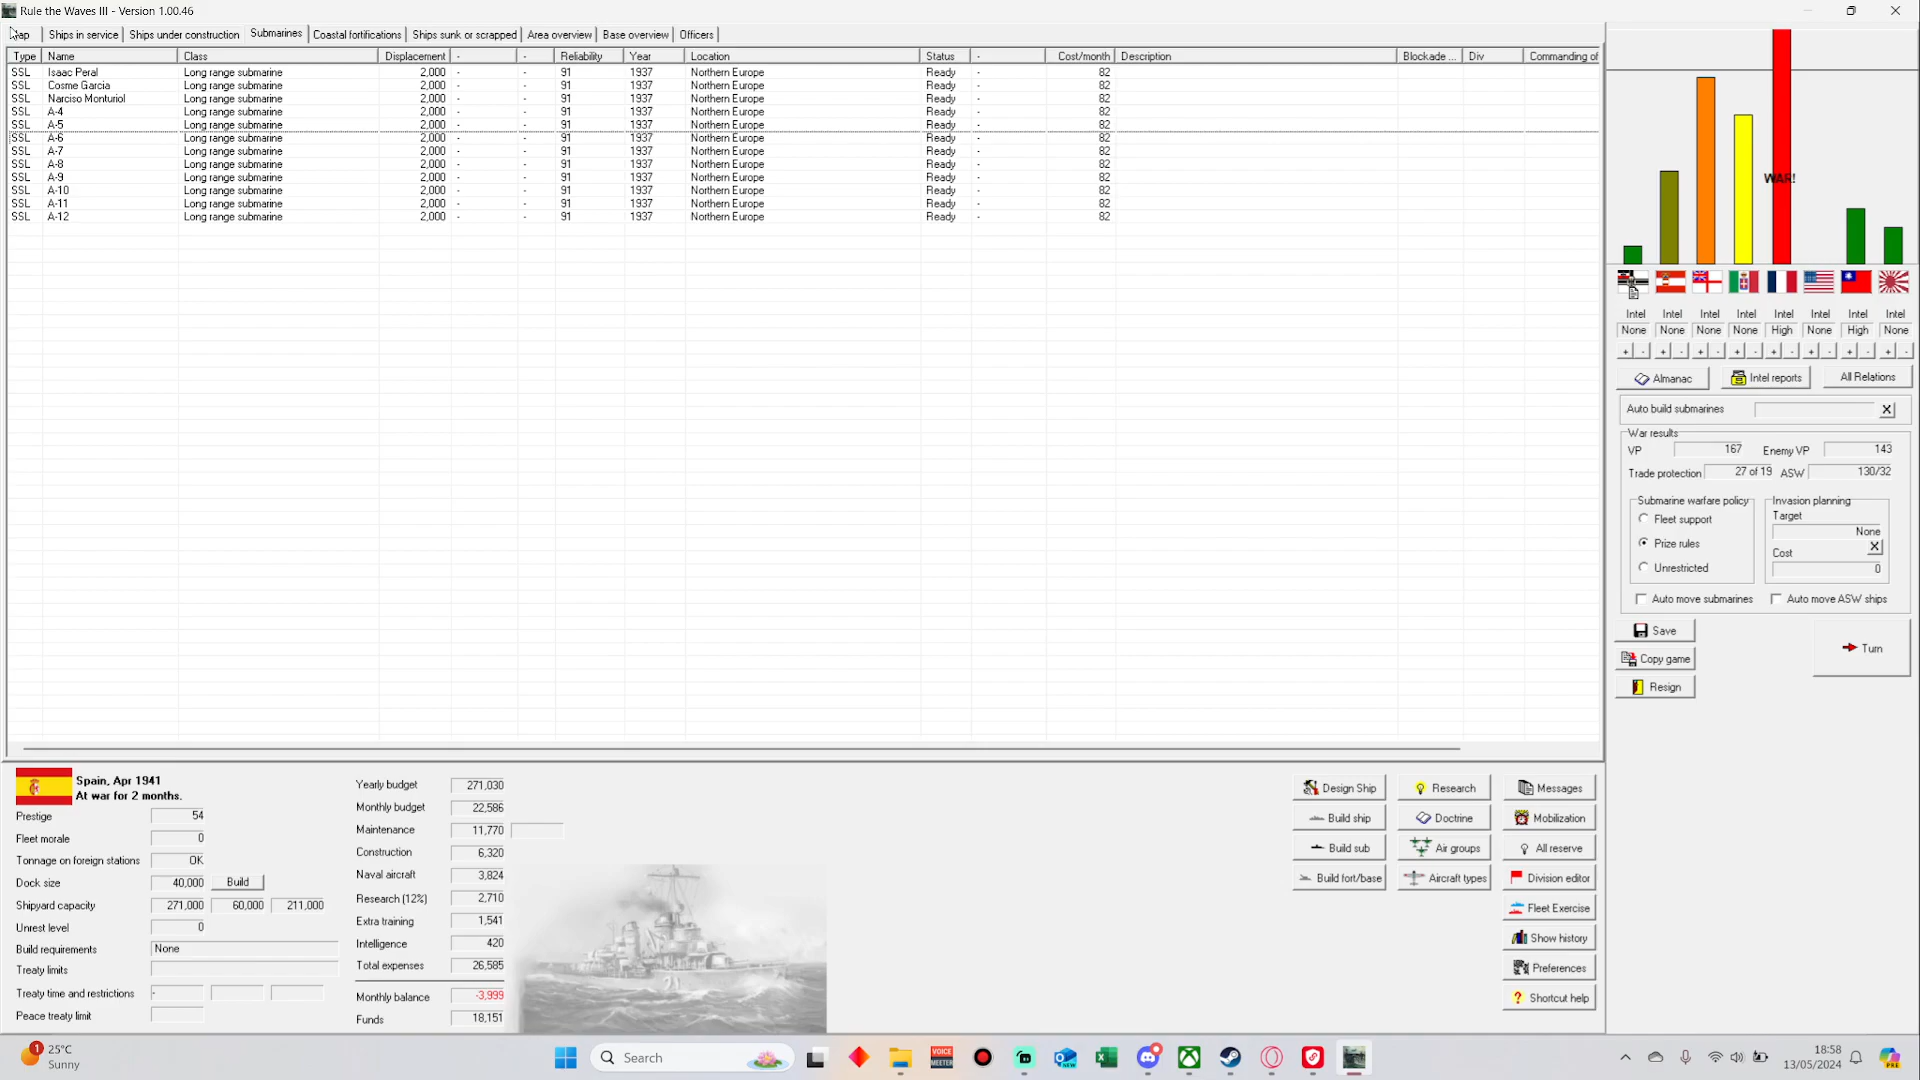 Rule the Waves III - Version 1.00.46
Ships in service Ships under construction Submarines Coastal fortifications Ships sunk or scrapped Area overview Base overview Officers
Type Name Class Displacement - - Reliability Year Location Status - Cost/month Description Blockade ... Div Commanding of
SSL Isaac Peral Long range submarine 2,000 - - 91 1937 Northern Europe Ready - 82
SSL Cosme Garcia Long range submarine 2,000 - - 91 1937 Northern Europe Ready - 82
SSL Narciso Monturiol Long range submarine 2,000 - - 91 1937 Northern Europe Ready - 82
SSL A-4 Long range submarine 2,000 - - 91 1937 Northern Europe Ready - 82
SSL A-5 Long range submarine 2,000 - - 91 1937 Northern Europe Ready - 82
SSL A-6 Long range submarine 2,000 - - 91 1937 Northern Europe Ready - 82
SSL A-7 Long range submarine 2,000 - - 91 1937 Northern Europe Ready - 82
SSL A-8 Long range submarine 2,000 - - 91 1937 Northern Europe Ready - 82
SSL A-9 Long range submarine 2,000 - - 91 1937 Northern Europe Ready - 82
SSL A-10 Long range submarine 2,000 - - 91 1937 Northern Europe Ready - 82
SSL A-11 Long range submarine 2,000 - - 91 1937 Northern Europe Ready - 82
SSL A-12 Long range submarine 2,000 - - 91 1937 Northern Europe Ready - 82
WAR!
Intel Intel Intel Intel Intel Intel Intel Intel
None None None None High None High None
+ - + - + - + - + - + - + - + -
Almanac Intel reports All Relations
Auto build submarines X
War results
VP 167 Enemy VP 143
Trade protection 27 of 19 ASW 130/32
Submarine warfare policy
Fleet support
Prize rules
Unrestricted
Invasion planning
Target
None
Cost X
0
Auto move submarines Auto move ASW ships
Save
Copy game
Resign
Turn
Spain, Apr 1941
At war for 2 months.
Prestige 54
Fleet morale 0
Tonnage on foreign stations OK
Dock size 40,000 Build
Shipyard capacity 271,000 60,000 211,000
Unrest level 0
Build requirements None
Treaty limits
Treaty time and restrictions -
Peace treaty limit
Yearly budget 271,030
Monthly budget 22,586
Maintenance 11,770
Construction 6,320
Naval aircraft 3,824
Research (12%) 2,710
Extra training 1,541
Intelligence 420
Total expenses 26,585
Monthly balance -3,999
Funds 18,151
21
Design Ship Research Messages
Build ship Doctrine Mobilization
Build sub Air groups All reserve
Build fort/base Aircraft types Division editor
Fleet Exercise
Show history
Preferences
Shortcut help
1
25°C
Sunny
Search
VOICE
MEETER
NEW
PRE
18:58
13/05/2024